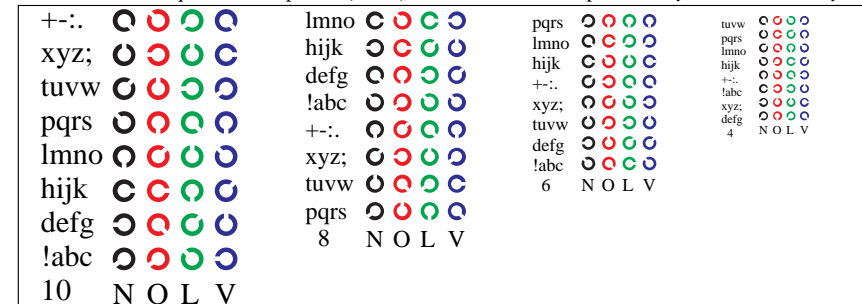 +-:.
xyz;
tuvw
pqrs
lmno
hijk
defg
!abc
10 N O L V
lmno
hijk
defg
!abc
+-:.
xyz;
tuvw
pqrs
8 N O L V
pqrs
lmno
hijk
+-:.
xyz;
tuvw
defg
!abc
6 N O L V
tuvw
pqrs
lmno
hijk
+-:.
!abc
xyz;
defg
4 N O L V